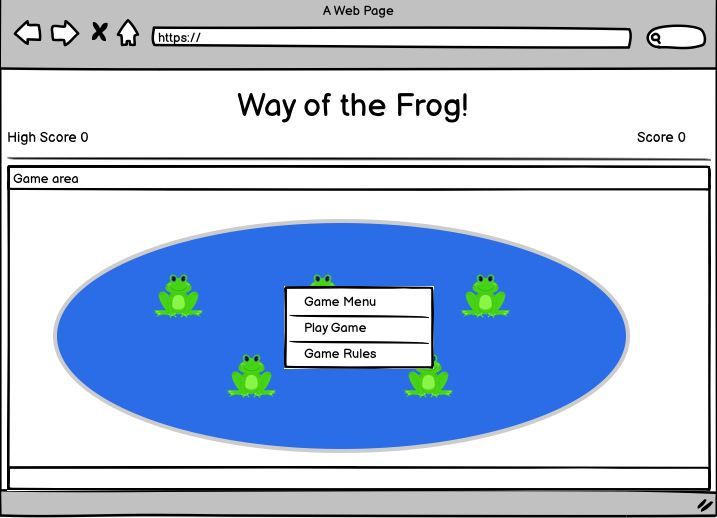 A Web Page
https://
Way of the Frog!
High Score 0
Score 0
Game area
Game Menu
Play Game
Game Rules